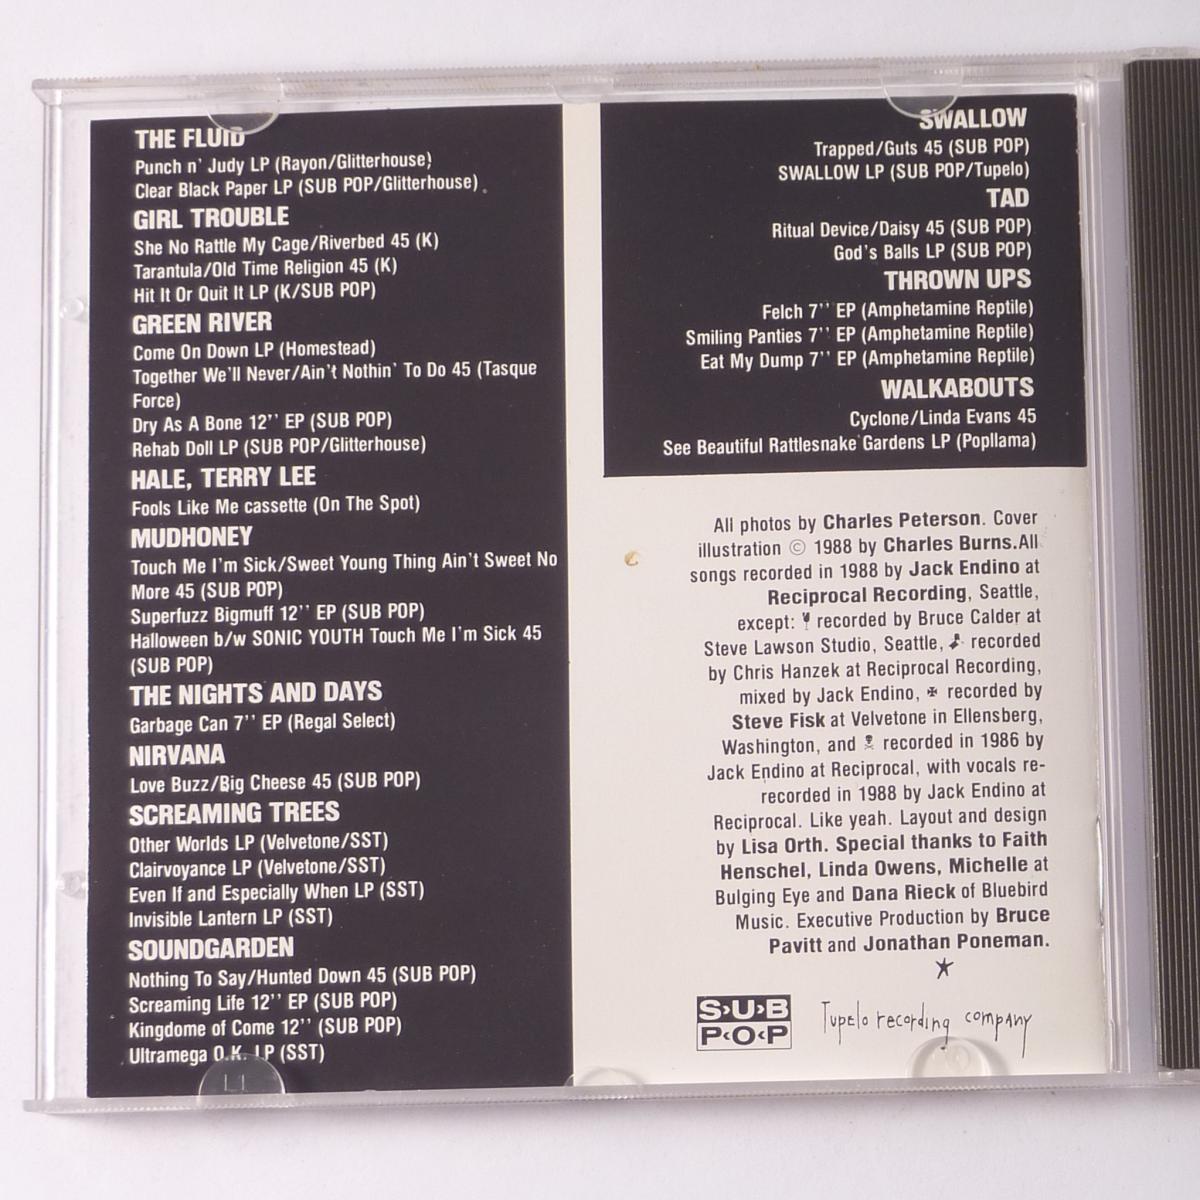 THE FLUID
Punch n' Judy LP (Rayon/Glitterhouse)
Clear Black Paper LP (SUB POP/Glitterhouse)
GIRL TROUBLE
She No Rattle My Cage/Riverbed 45 (K)
Tarantula/Old Time Religion 45 (K)
Hit It Or Quit It LP (K/SUB POP)
GREEN RIVER
Come On Down LP (Homestead)
Together We'll Never/Ain't Nothin' To Do 45 (Tasque
Force)
Dry As A Bone 12'' EP (SUB POP)
Rehab Doll LP (SUB POP/Glitterhouse)
HALE, TERRY LEE
Fools Like Me cassette (On The Spot)
MUDHONEY
Touch Me I'm Sick/Sweet Young Thing Ain't Sweet No
More 45 (SUB POP)
Superfuzz Bigmuff 12'' EP (SUB POP)
Halloween b/w SONIC YOUTH Touch Me I'm Sick 45
(SUB POP)
THE NIGHTS AND DAYS
Garbage Can 7'' EP (Regal Select)
NIRVANA
Love Buzz/Big Cheese 45 (SUB POP)
SCREAMING TREES
Other Worlds LP (Velvetone/SST)
Clairvoyance LP (Velvetone/SST)
Even If and Especially When LP (SST)
Invisible Lantern LP (SST)
SOUNDGARDEN
Nothing To Say/Hunted Down 45 (SUB POP)
Screaming Life 12'' EP (SUB POP)
Kingdome of Come 12'' (SUB POP)
Ultramega O.K. LP (SST)
SWALLOW
Trapped/Guts 45 (SUB POP)
SWALLOW LP (SUB POP/Tupelo)
TAD
Ritual Device/Daisy 45 (SUB POP)
God's Balls LP (SUB POP)
THROWN UPS
Felch 7'' EP (Amphetamine Reptile)
Smiling Panties 7'' EP (Amphetamine Reptile)
Eat My Dump 7'' EP (Amphetamine Reptile)
WALKABOUTS
Cyclone/Linda Evans 45
See Beautiful Rattlesnake Gardens LP (Popllama)
All photos by Charles Peterson. Cover
illustration © 1988 by Charles Burns.All
songs recorded in 1988 by Jack Endino at
Reciprocal Recording, Seattle,
except: recorded by Bruce Calder at
Steve Lawson Studio, Seattle, recorded
by Chris Hanzek at Reciprocal Recording,
mixed by Jack Endino, ✠ recorded by
Steve Fisk at Velvetone in Ellensberg,
Washington, and ☠ recorded in 1986 by
Jack Endino at Reciprocal, with vocals re-
recorded in 1988 by Jack Endino at
Reciprocal. Like yeah. Layout and design
by Lisa Orth. Special thanks to Faith
Henschel, Linda Owens, Michelle at
Bulging Eye and Dana Rieck of Bluebird
Music. Executive Production by Bruce
Pavitt and Jonathan Poneman.
S›U›B
P‹O‹P
Tupelo recording company